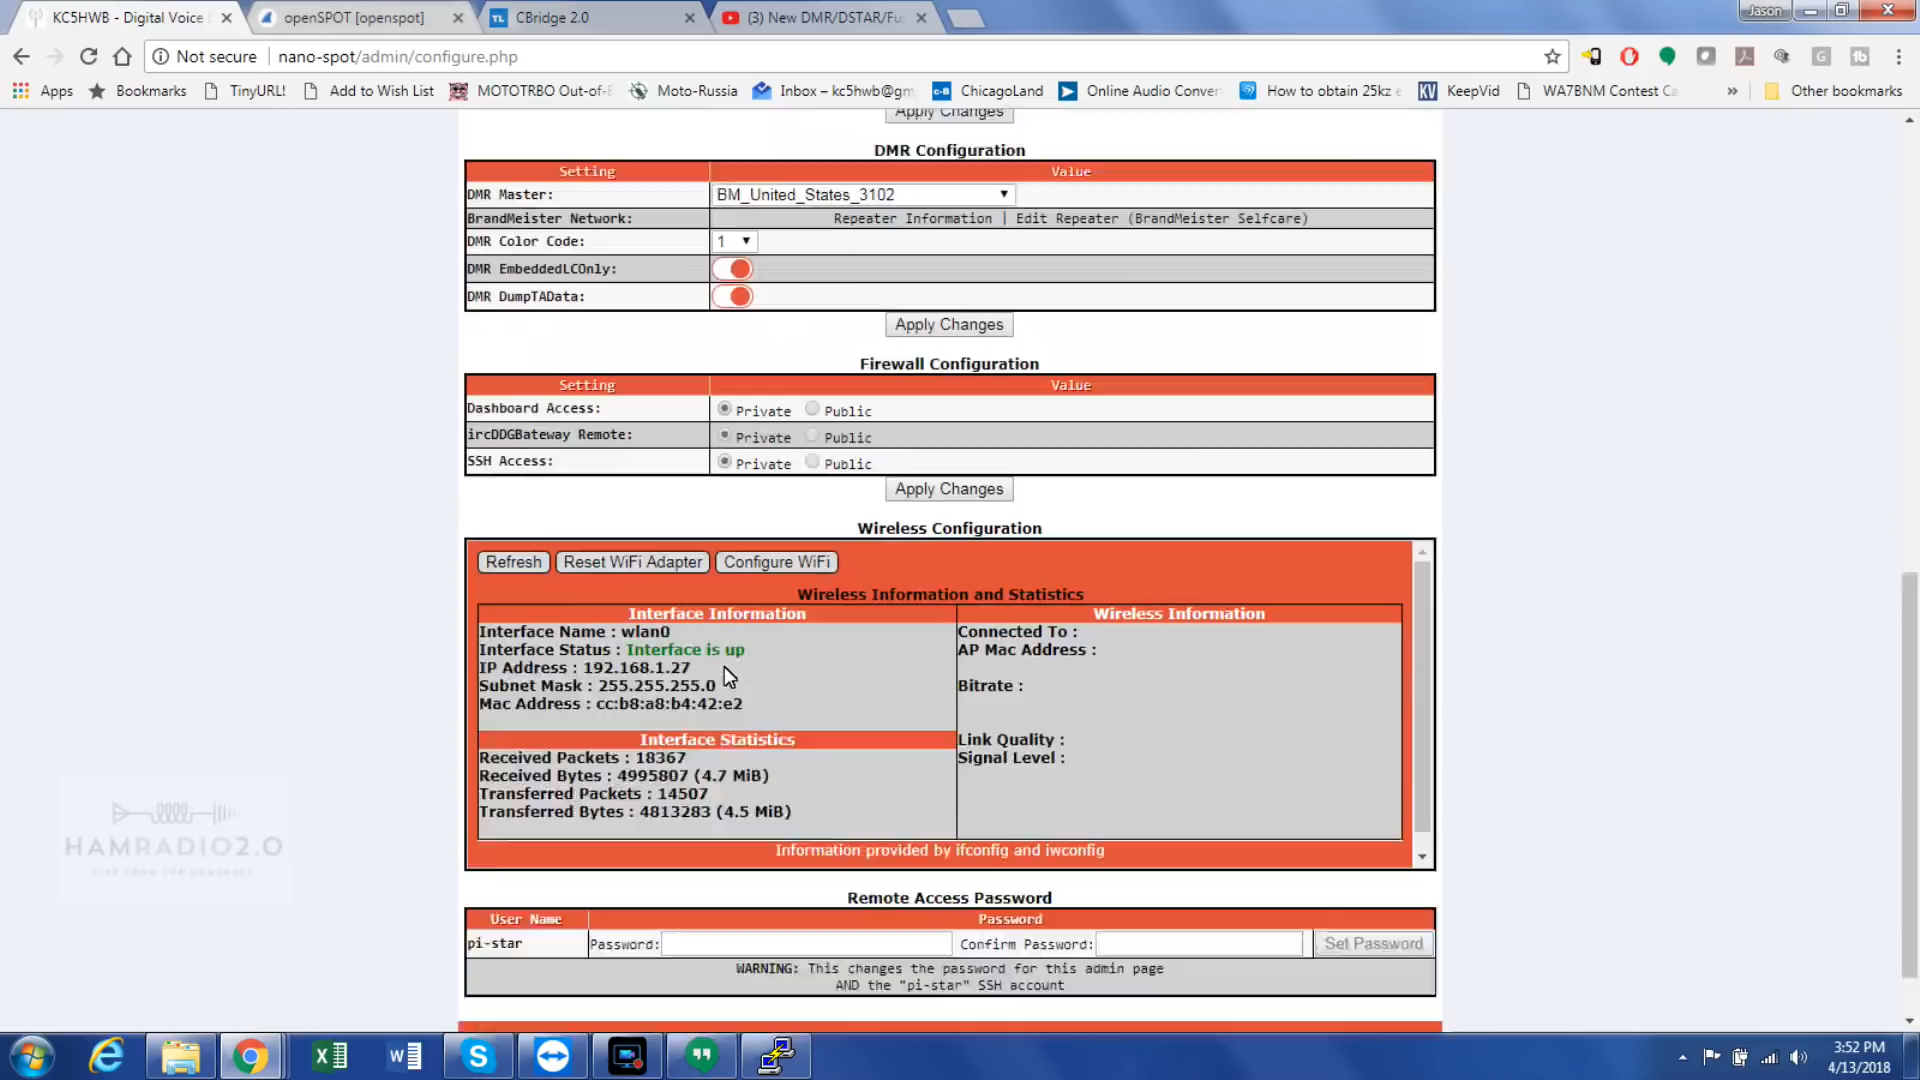 KC5HWB - Digital Voice
openSPOT [openspot]
CBridge 2.0
(3) New DMR/DSTAR/Fu
Jason
Not secure
nano-spot/admin/configure.php
Apps
Bookmarks
TinyURL!
Add to Wish List
MOTOTRBO Out-of-
Moto-Russia
Inbox – kc5hwb@gm
ChicagoLand
Online Audio Conver
How to obtain 25kz
KeepVid
WA7BNM Contest Ca
»
Other bookmarks
Apply Changes
DMR Configuration
Setting Value
DMR Master: BM_United_States_3102
BrandMeister Network: Repeater Information | Edit Repeater (BrandMeister Selfcare)
DMR Color Code: 1
DMR EmbeddedLCOnly:
DMR DumpTAData:
Apply Changes
Firewall Configuration
Setting Value
Dashboard Access: Private Public
ircDDGBateway Remote: Private Public
SSH Access: Private Public
Apply Changes
Wireless Configuration
Refresh Reset WiFi Adapter Configure WiFi
Wireless Information and Statistics
Interface Information Wireless Information
Interface Name : wlan0 Connected To :
Interface Status : Interface is up AP Mac Address :
IP Address : 192.168.1.27
Subnet Mask : 255.255.255.0 Bitrate :
Mac Address : cc:b8:a8:b4:42:e2
Interface Statistics Link Quality :
Received Packets : 18367 Signal Level :
Received Bytes : 4995807 (4.7 MiB)
Transferred Packets : 14507
Transferred Bytes : 4813283 (4.5 MiB)
Information provided by ifconfig and iwconfig
HAMRADIO2.0
Remote Access Password
User Name Password
pi-star Password: Confirm Password: Set Password
WARNING: This changes the password for this admin page
AND the "pi-star" SSH account
3:52 PM
4/13/2018